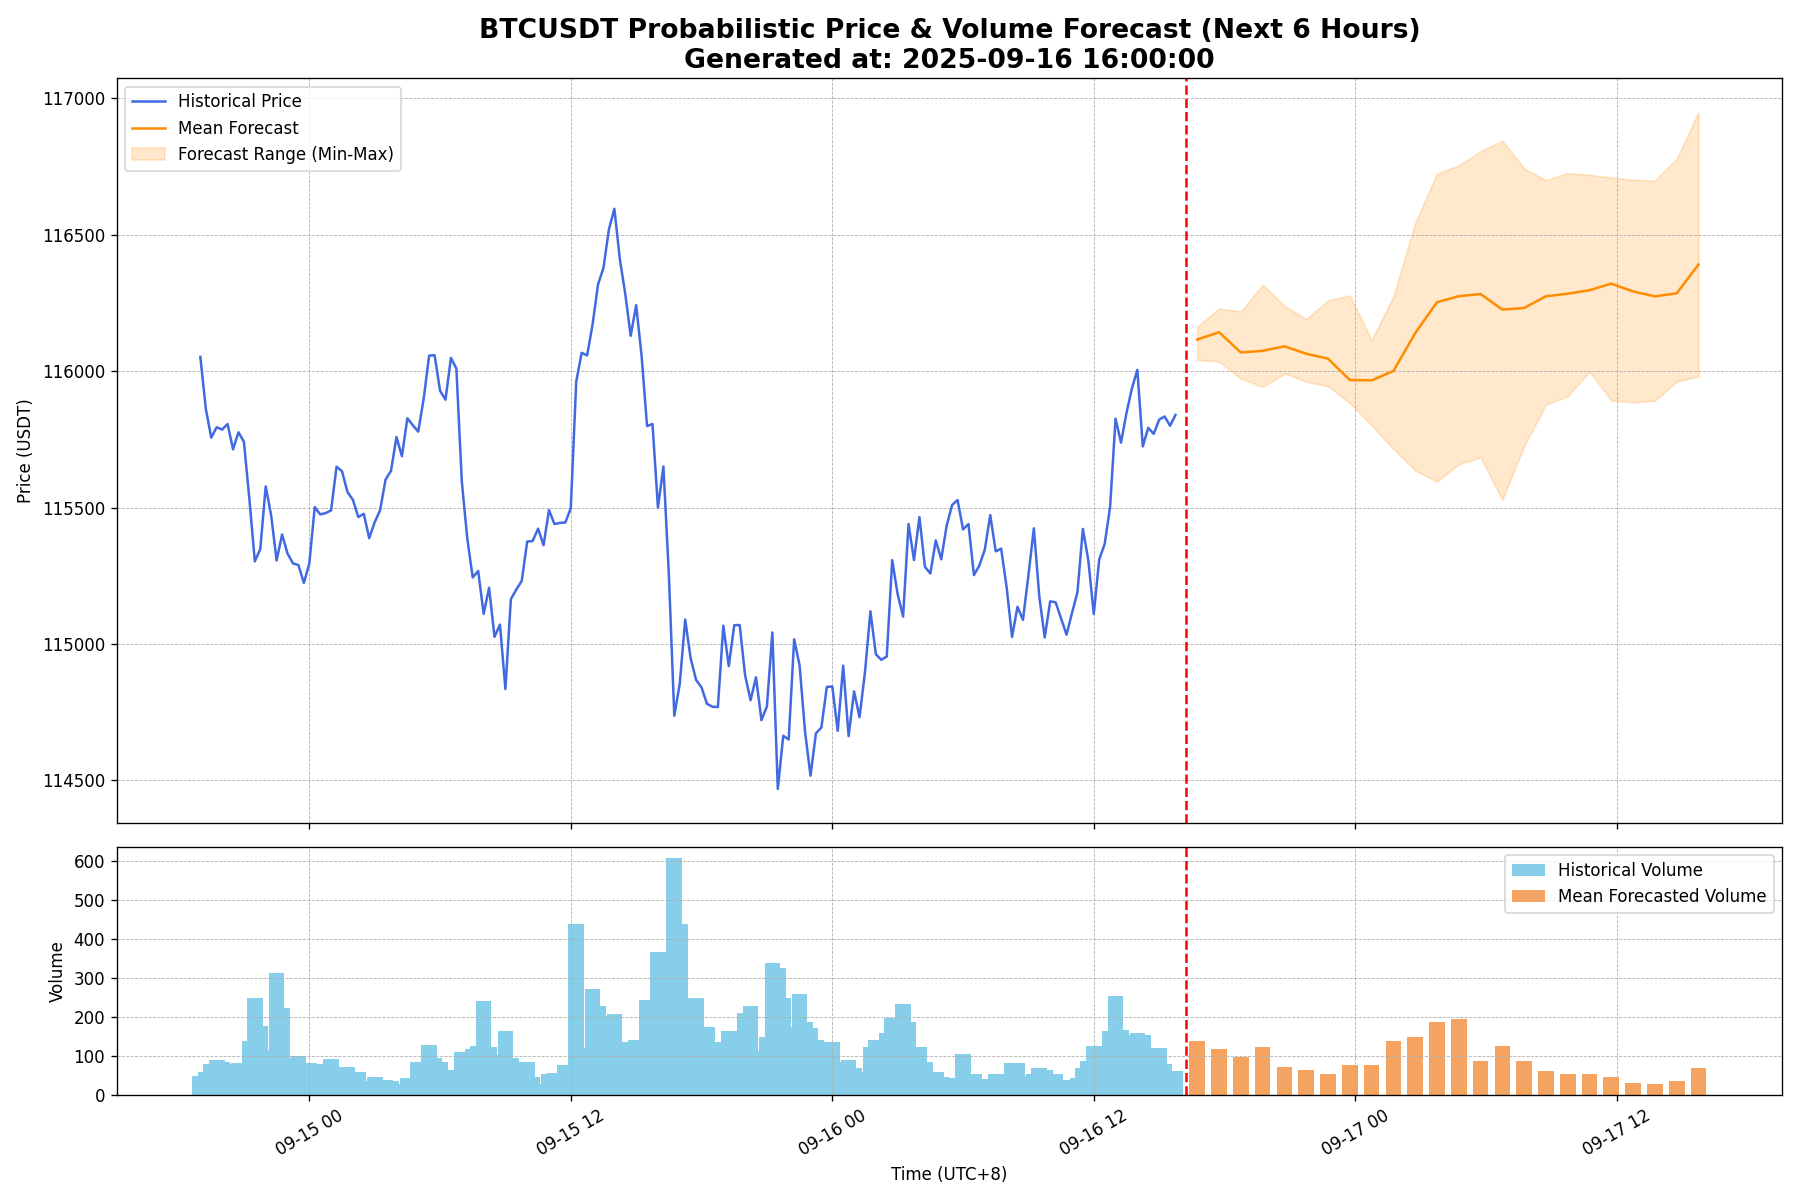 BTCUSDT Probabilistic Price & Volume Forecast (Next 6 Hours)
Generated at: 2025-09-16 16:00:00
Historical Price
Mean Forecast
Forecast Range (Min-Max)
117000
116500
116000
115500
115000
114500
Price (USDT)
Historical Volume
Mean Forecasted Volume
600
500
400
300
200
100
0
Volume
09-15 00
09-15 12
09-16 00
09-16 12
09-17 00
09-17 12
Time (UTC+8)